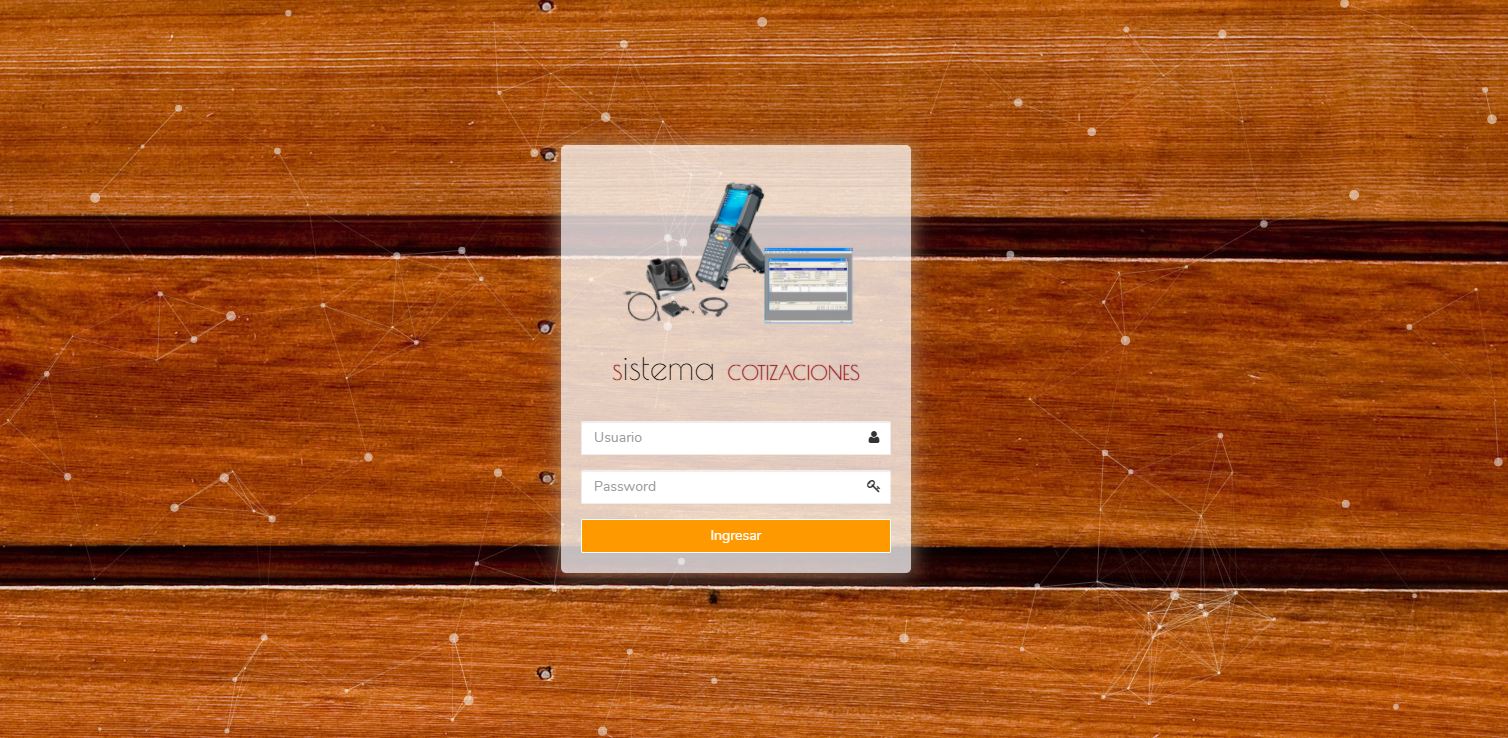 sistema COTIZACIONES
Usuario
Password
Ingresar